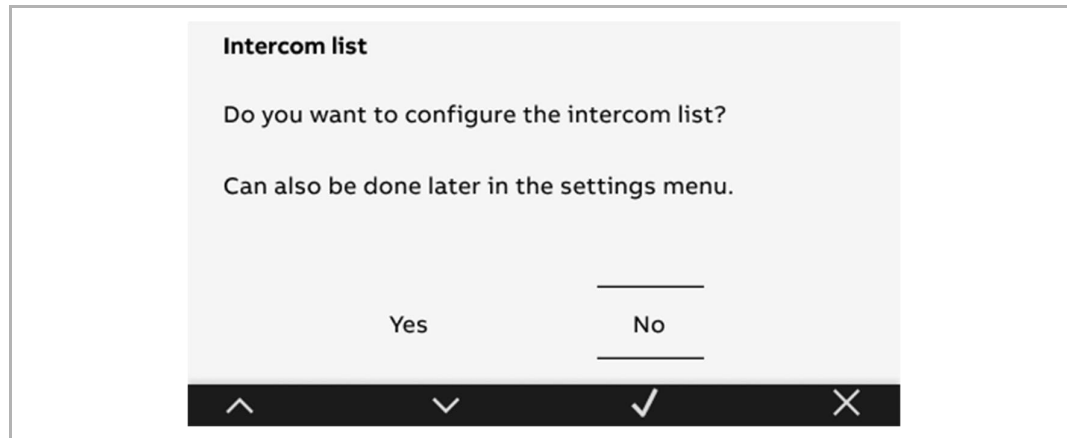 Intercom list
Do you want to configure the intercom list?
Can also be done later in the settings menu.
Yes No